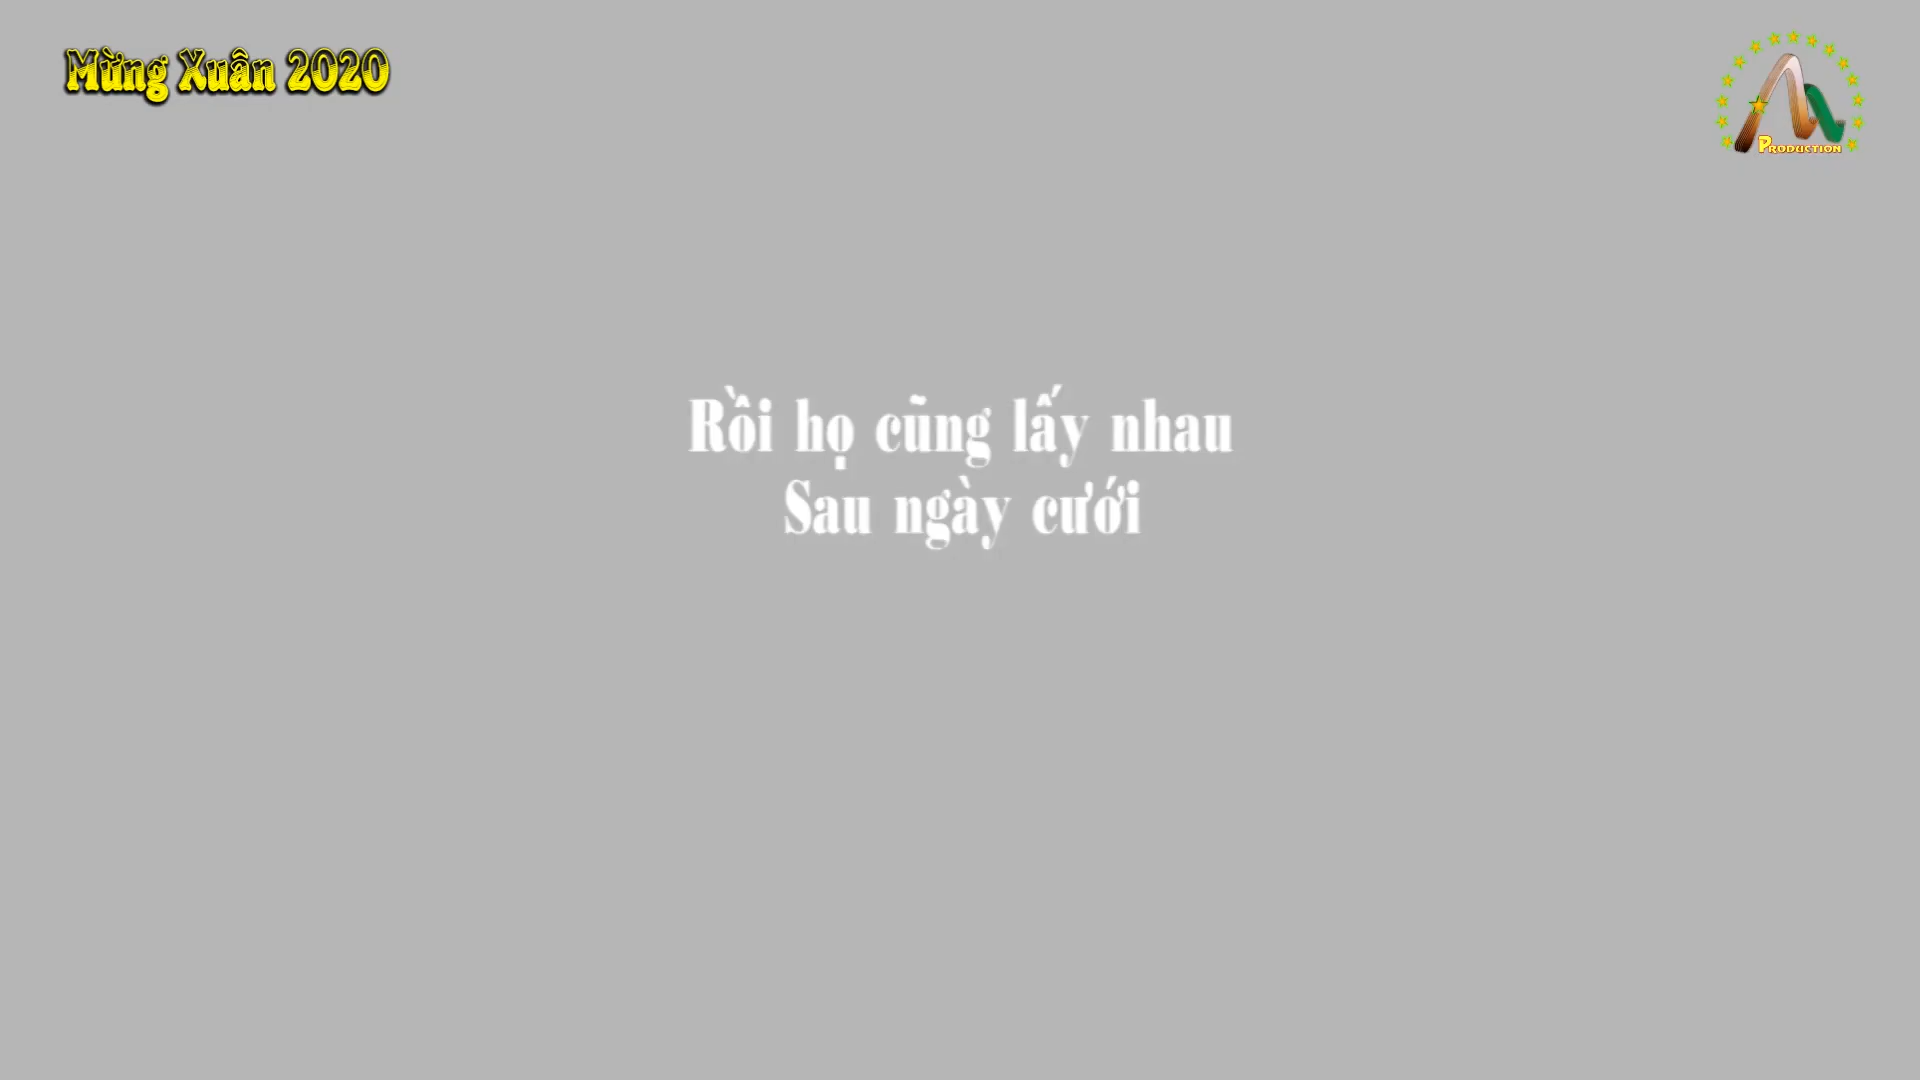 Mừng Xuân 2020
Production
Rồi họ cũng lấy nhau
Sau ngày cưới